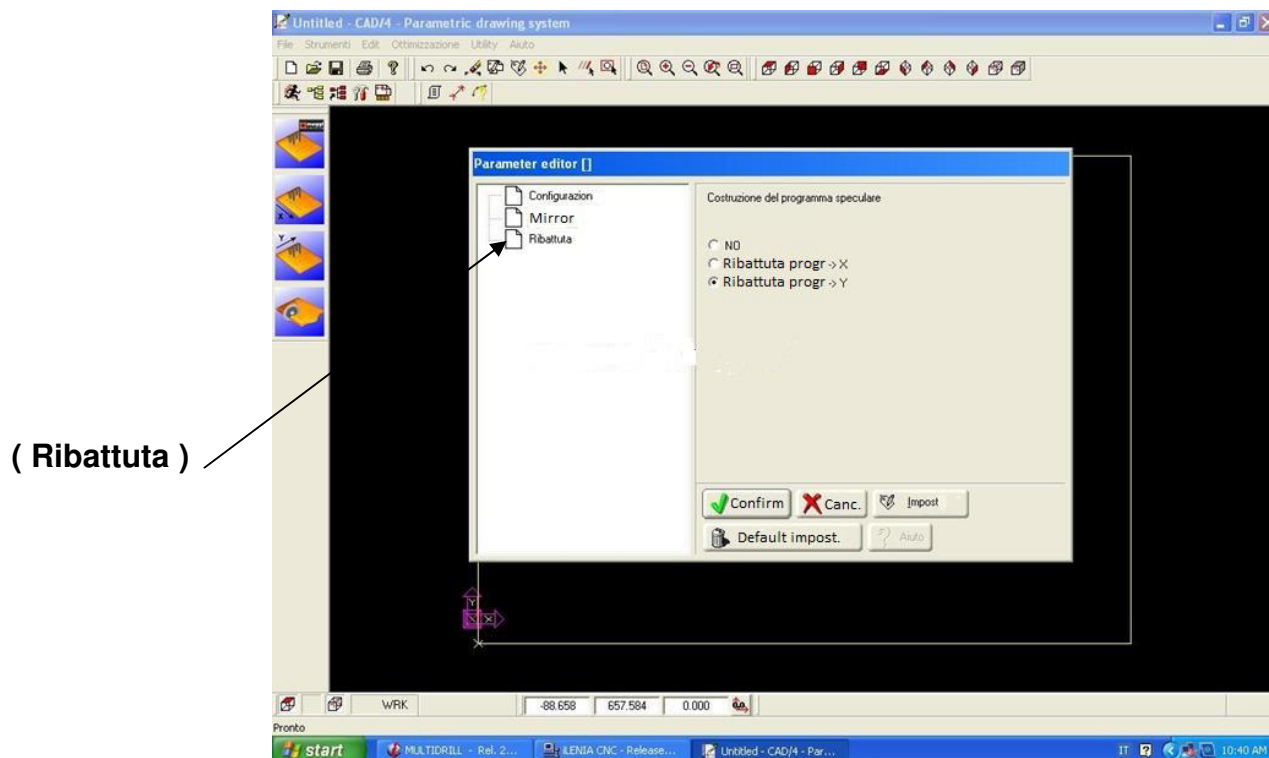 Untitled - CAD/4 - Parametric drawing system
File Strumenti Edit Ottimizzazione Utility Aiuto
Parameter editor []
Configurazion
Mirror
Ribattuta
Costruzione del programma speculare
NO
Ribattuta progr -> X
Ribattuta progr -> Y
( Ribattuta )
Confirm Canc. Impost
Default impost. Aiuto
X
Y
Y
X
WRK -88.658 657.584 0.000
Pronto
start MULTIDRILL - Rel. 2... ILENIA CNC - Release... Untitled - CAD/4 - Par... IT 10:40 AM